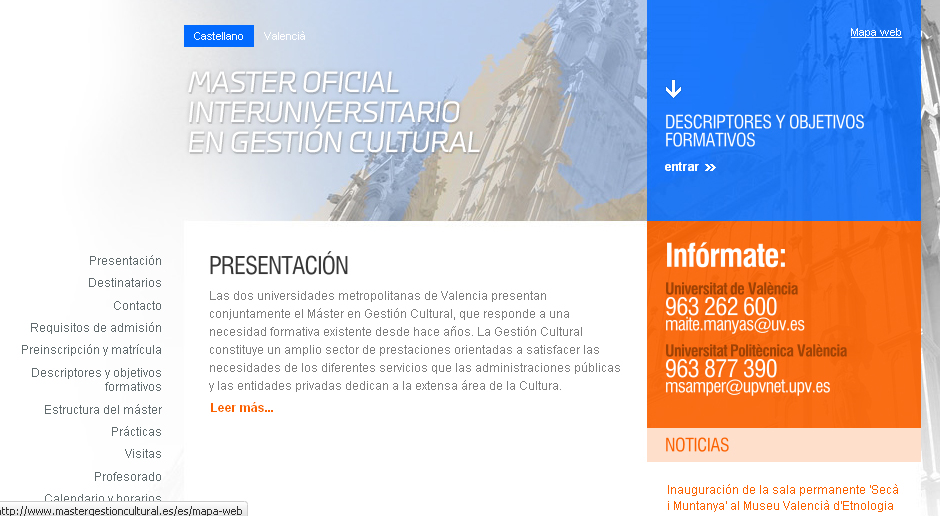 Castellano Valencià
Mapa web
MASTER OFICIAL
INTERUNIVERSITARIO
EN GESTIÓN CULTURAL
DESCRIPTORES Y OBJETIVOS
FORMATIVOS
entrar »
Presentación
Destinatarios
Contacto
Requisitos de admisión
Preinscripción y matrícula
Descriptores y objetivos
formativos
Estructura del máster
Prácticas
Visitas
Profesorado
Calendario y horarios
PRESENTACIÓN
Las dos universidades metropolitanas de Valencia presentan
conjuntamente el Máster en Gestión Cultural, que responde a una
necesidad formativa existente desde hace años. La Gestión Cultural
constituye un amplio sector de prestaciones orientadas a satisfacer las
necesidades de los diferentes servicios que las administraciones públicas
y las entidades privadas dedican a la extensa área de la Cultura.
Leer más...
Infórmate:
Universitat de València
963 262 600
maite.manyas@uv.es
Universitat Politècnica València
963 877 390
msamper@upvnet.upv.es
NOTICIAS
Inauguración de la sala permanente 'Secà
i Muntanya' al Museu Valencià d'Etnologia
http://www.mastergestioncultural.es/es/mapa-web